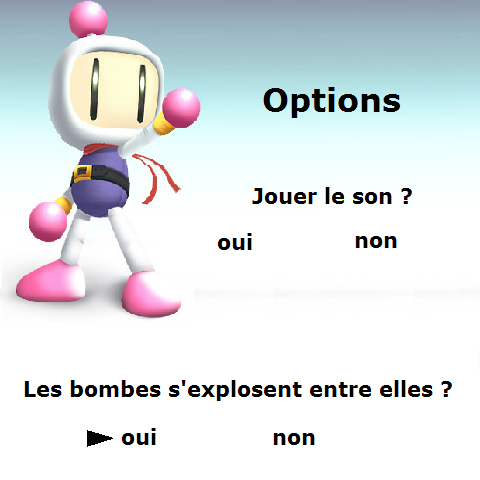 Options
Jouer le son ?
oui non
Les bombes s'explosent entre elles ?
oui non